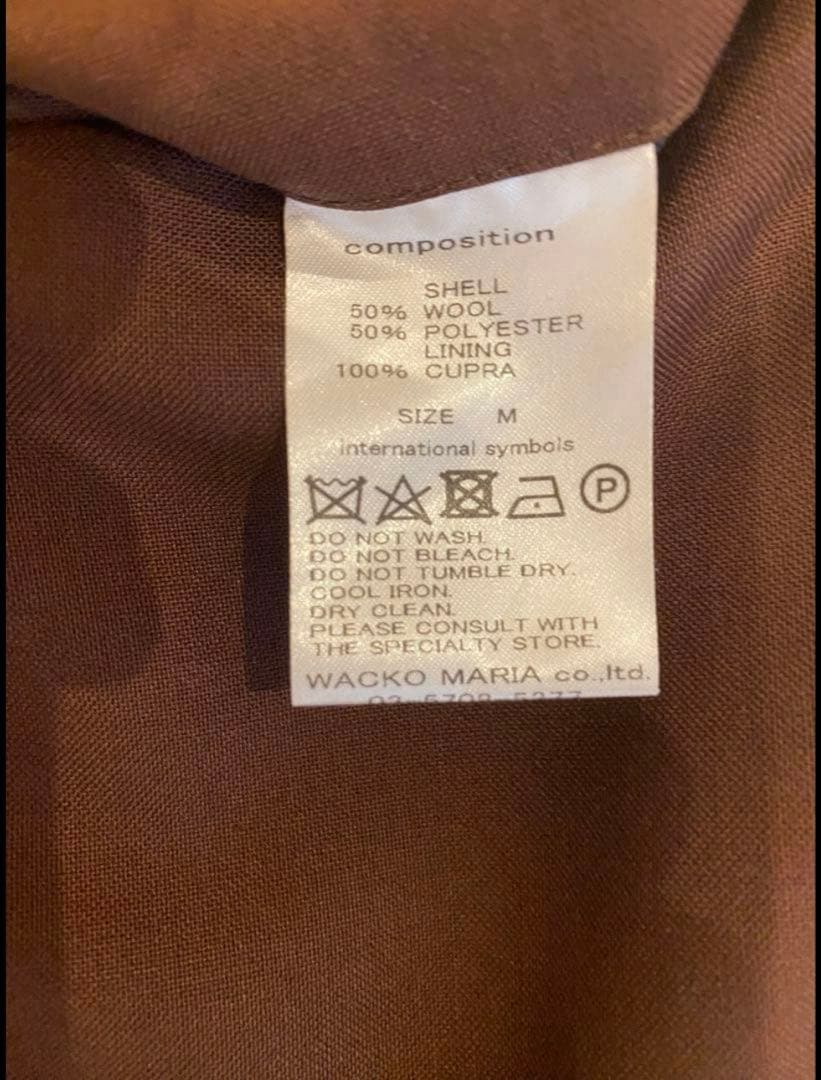 composition
SHELL
50% WOOL
50% POLYESTER
LINING
100% CUPRA
SIZE M
international symbols
P
DO NOT WASH.
DO NOT BLEACH.
DO NOT TUMBLE DRY.
COOL IRON.
DRY CLEAN.
PLEASE CONSULT WITH
THE SPECIALTY STORE.
WACKO MARIA co.,ltd.